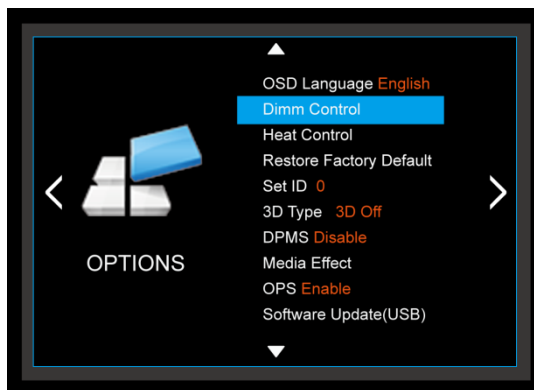 OPTIONS
OSD Language English
Dimm Control
Heat Control
Restore Factory Default
Set ID 0
3D Type 3D Off
DPMS Disable
Media Effect
OPS Enable
Software Update(USB)